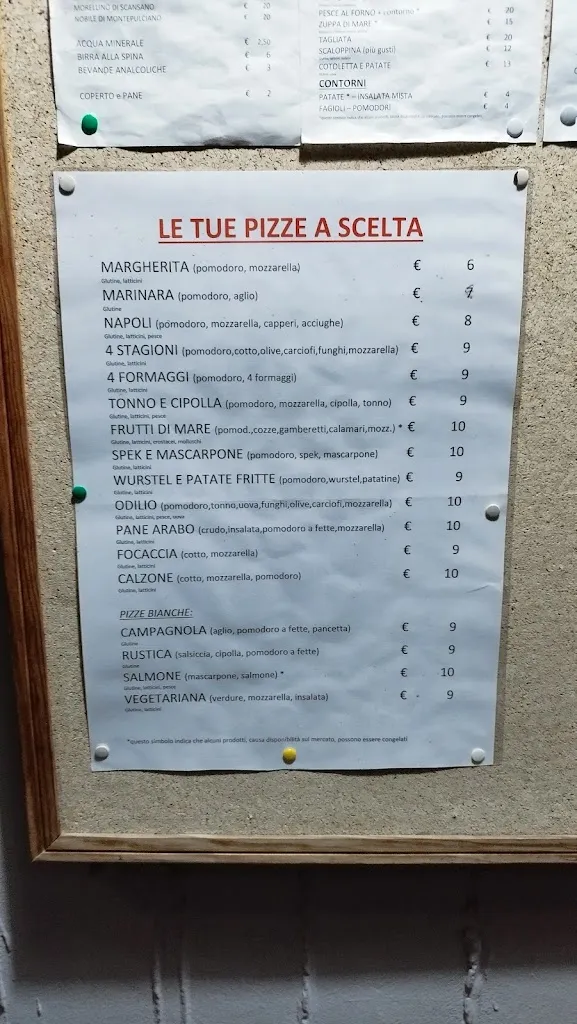 MORELLINO DI SCANSANO € 20
NOBILE DI MONTEPULCIANO € 20
ACQUA MINERALE € 2,50
BIRRA ALLA SPINA € 6
BEVANDE ANALCOLICHE € 3
COPERTO e PANE € 2
PESCE AL FORNO + contorno * € 20
ZUPPA DI MARE * € 15
TAGLIATA € 20
SCALOPPINA (più gusti) € 12
COTOLETTA E PATATE € 13
CONTORNI
PATATE * – INSALATA MISTA € 4
FAGIOLI – POMODORI € 4
LE TUE PIZZE A SCELTA
MARGHERITA (pomodoro, mozzarella) € 6
Glutine, latticini
MARINARA (pomodoro, aglio) € 7
Glutine
NAPOLI (pomodoro, mozzarella, capperi, acciughe) € 8
Glutine, latticini, pesce
4 STAGIONI (pomodoro,cotto,olive,carciofi,funghi,mozzarella) € 9
Glutine, latticini
4 FORMAGGI (pomodoro, 4 formaggi) € 9
Glutine, latticini
TONNO E CIPOLLA (pomodoro, mozzarella, cipolla, tonno) € 9
Glutine, latticini, pesce
FRUTTI DI MARE (pomod.,cozze,gamberetti,calamari,mozz.) * € 10
Glutine, latticini, crostacei, molluschi
SPEK E MASCARPONE (pomodoro, spek, mascarpone) € 10
Glutine, latticini
WURSTEL E PATATE FRITTE (pomodoro,wurstel,patatine) € 9
Glutine, latticini
ODILIO (pomodoro,tonno,uova,funghi,olive,carciofi,mozzarella) € 10
Glutine, latticini, pesce, uova
PANE ARABO (crudo,insalata,pomodoro a fette,mozzarella) € 10
Glutine, latticini
FOCACCIA (cotto, mozzarella) € 9
Glutine, latticini
CALZONE (cotto, mozzarella, pomodoro) € 10
Glutine, latticini
PIZZE BIANCHE:
CAMPAGNOLA (aglio, pomodoro a fette, pancetta) € 9
Glutine
RUSTICA (salsiccia, cipolla, pomodoro a fette) € 9
Glutine
SALMONE (mascarpone, salmone) * € 10
Glutine, latticini, pesce
VEGETARIANA (verdure, mozzarella, insalata) € - 9
Glutine, latticini
*questo simbolo indica che alcuni prodotti, causa disponibilità sul mercato, possono essere congelati